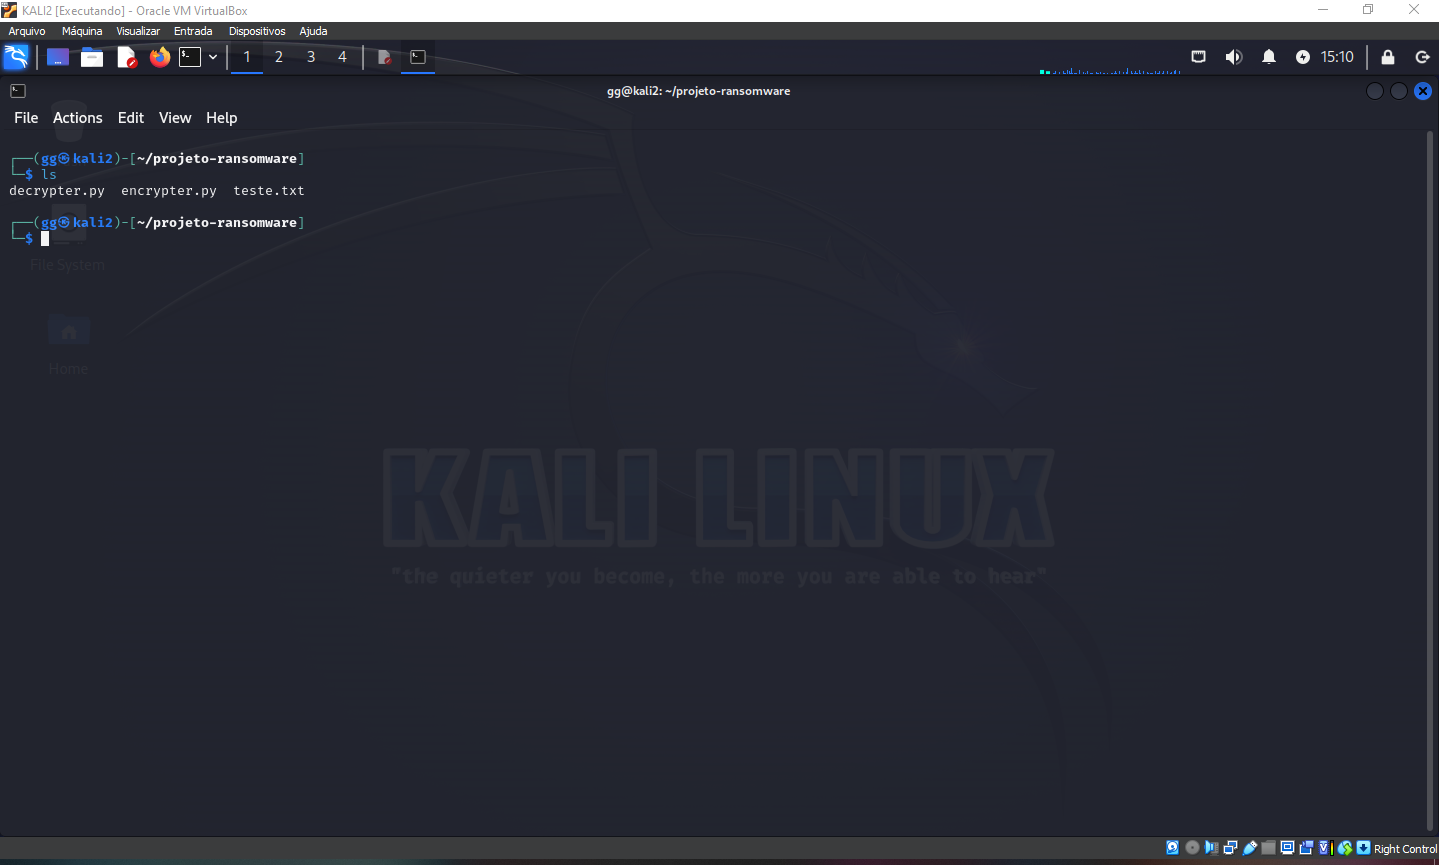 KALI2 [Executando] - Oracle VM VirtualBox
Arquivo Máquina Visualizar Entrada Dispositivos Ajuda
1 2 3 4 15:10
gg@kali2: ~/projeto-ransomware
File Actions Edit View Help
┌──(gg㉿kali2)-[~/projeto-ransomware]
└─$ ls
decrypter.py encrypter.py teste.txt
┌──(gg㉿kali2)-[~/projeto-ransomware]
└─$
File System
Home
KALI LINUX
"the quieter you become, the more you are able to hear"
Right Control